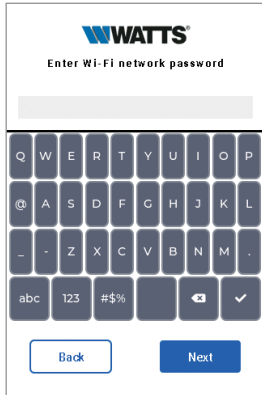 WATTS®
Enter Wi-Fi network password
Q W E R T Y U I O P
@ A S D F G H J K L
_ - Z X C V B N M .
abc 123 #$%
Back Next